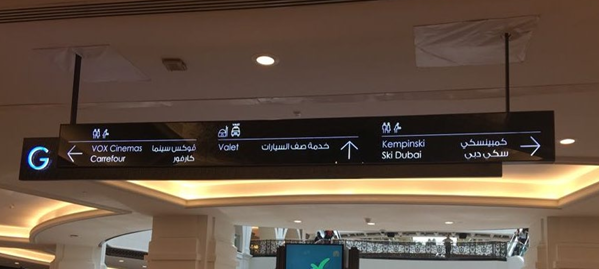 G
VOX Cinemas ڤوكس سينما
Carrefour كارفور
Valet خدمة صف السيارات
Kempinski كمبينسكي
Ski Dubai سكي دبي